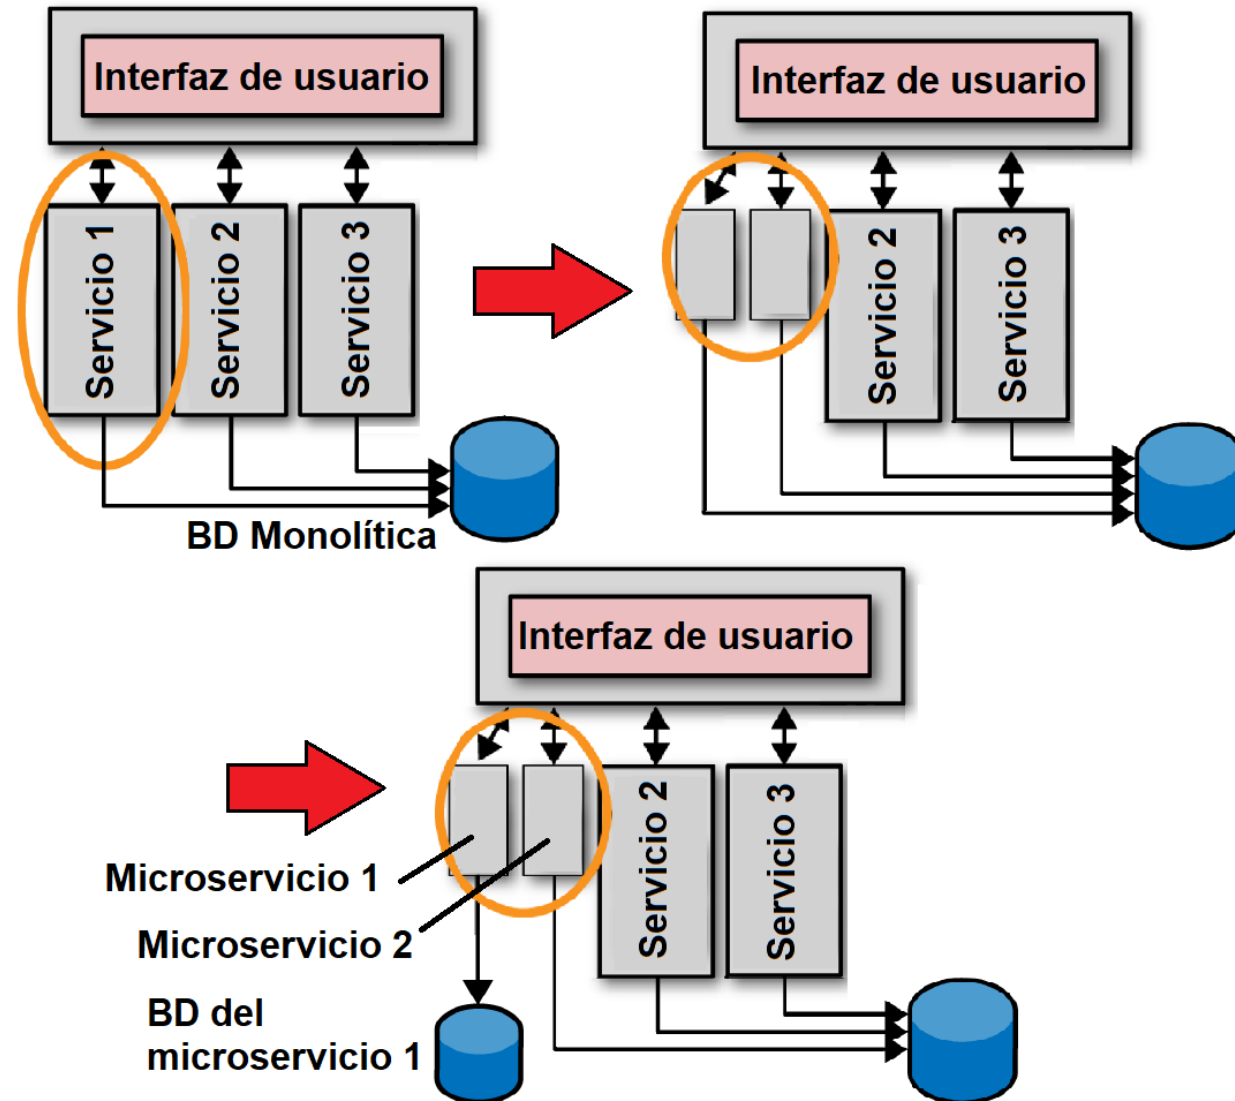 Interfaz de usuario
Servicio 1
Servicio 2
Servicio 3
BD Monolítica
Interfaz de usuario
Servicio 2
Servicio 3
Interfaz de usuario
Servicio 2
Servicio 3
Microservicio 1
Microservicio 2
BD del
microservicio 1